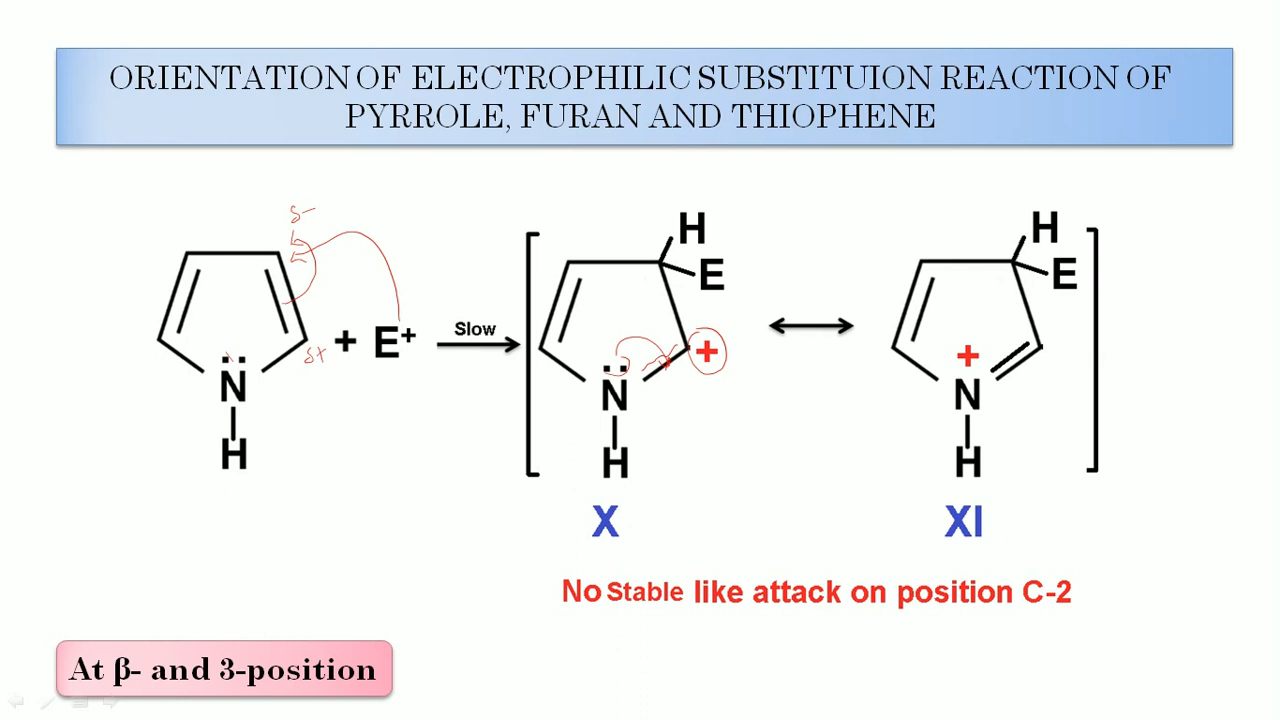 ORIENTATION OF ELECTROPHILIC SUBSTITUION REACTION OF
PYRROLE, FURAN AND THIOPHENE
δ-
δ+
N
H
+ E+
Slow
H
E
+
N
H
X
H
E
+
N
H
XI
No Stable like attack on position C-2
At β- and 3-position